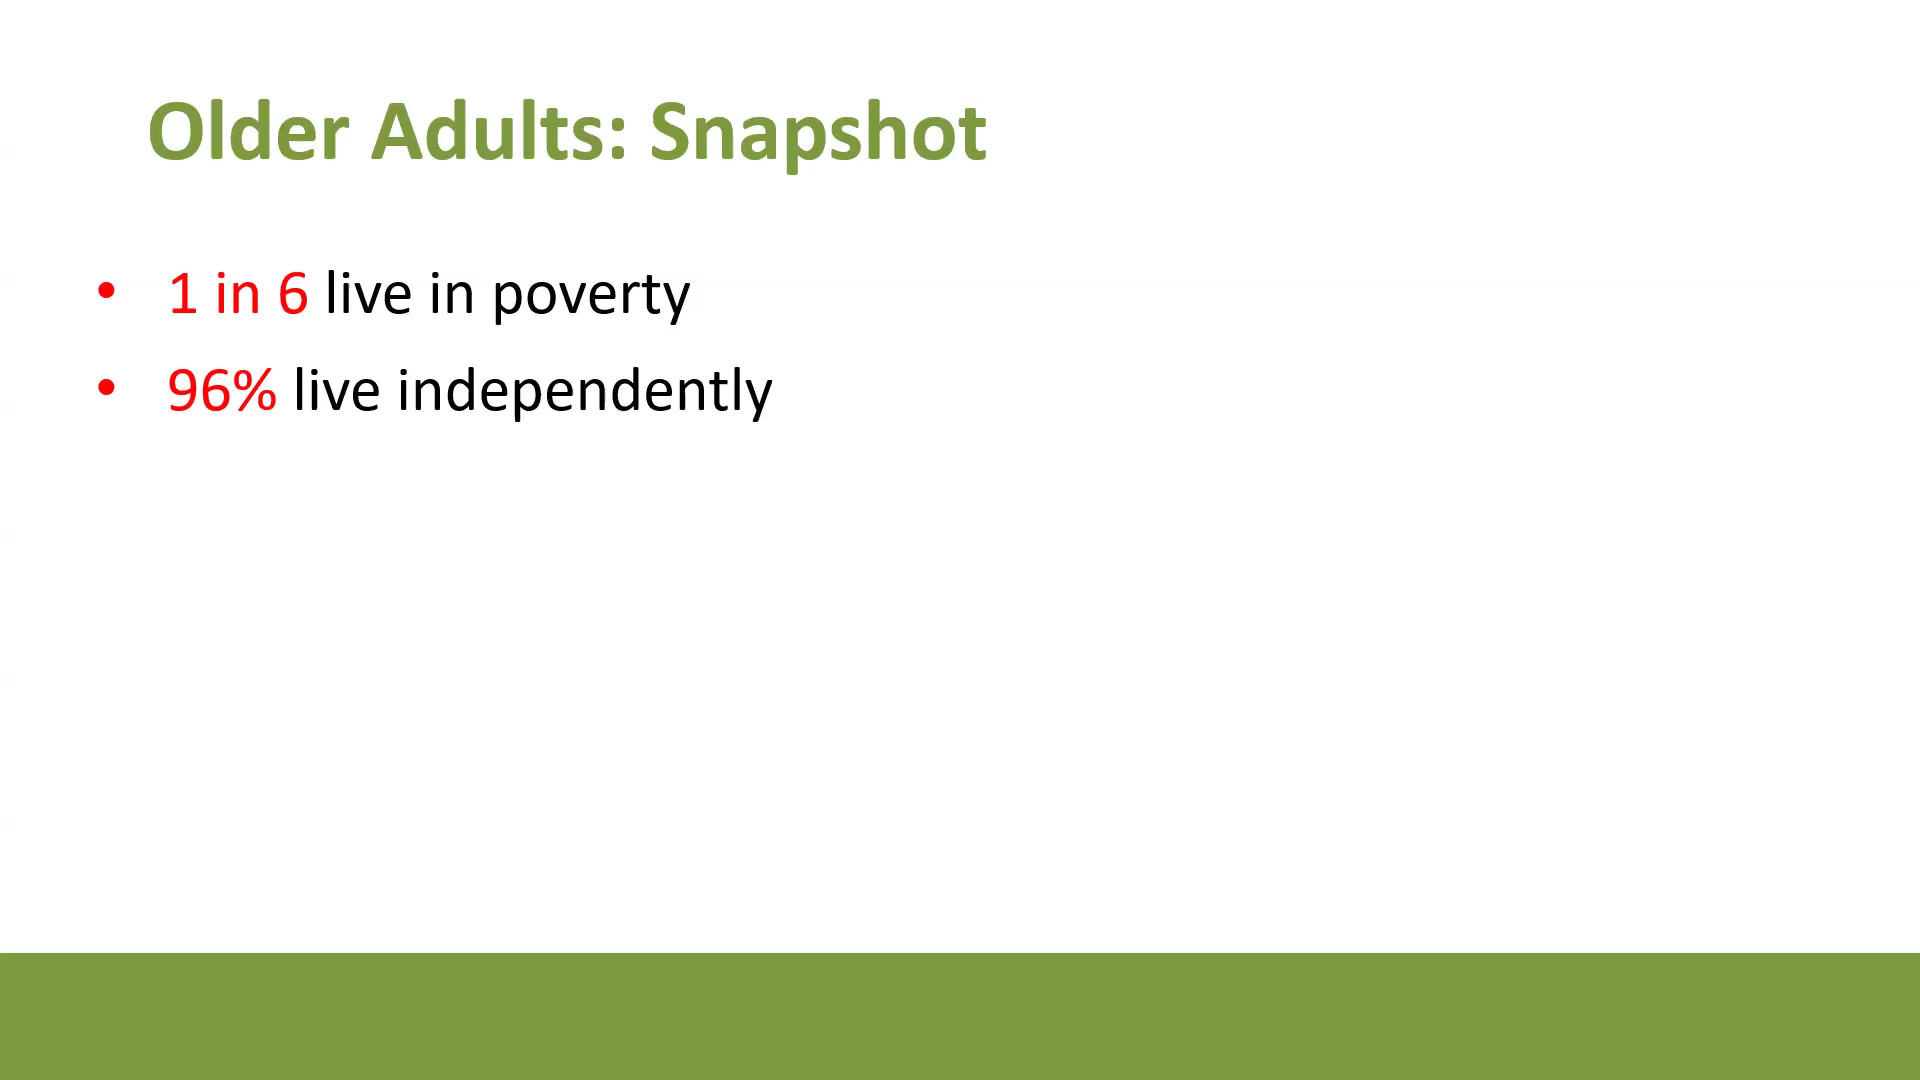 Older Adults: Snapshot
• 1 in 6 live in poverty
• 96% live independently